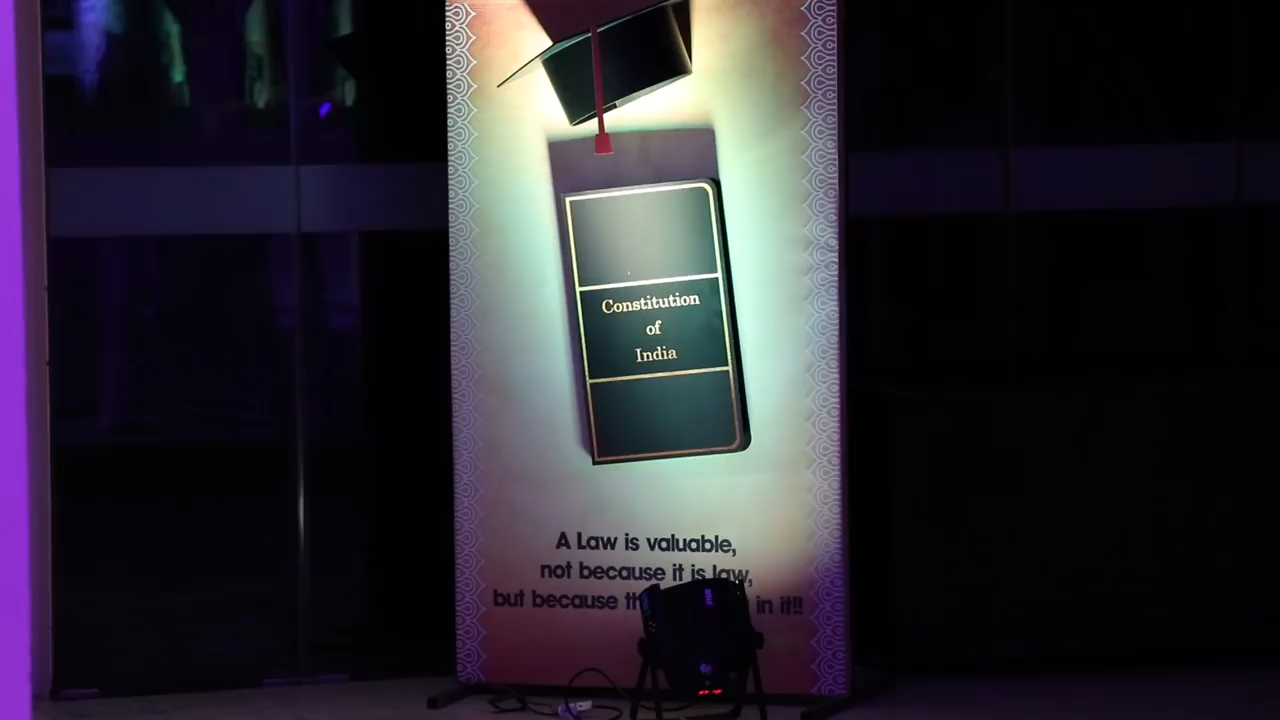 Constitution
of
India
A Law is valuable,
not because it is law,
but because in it!!